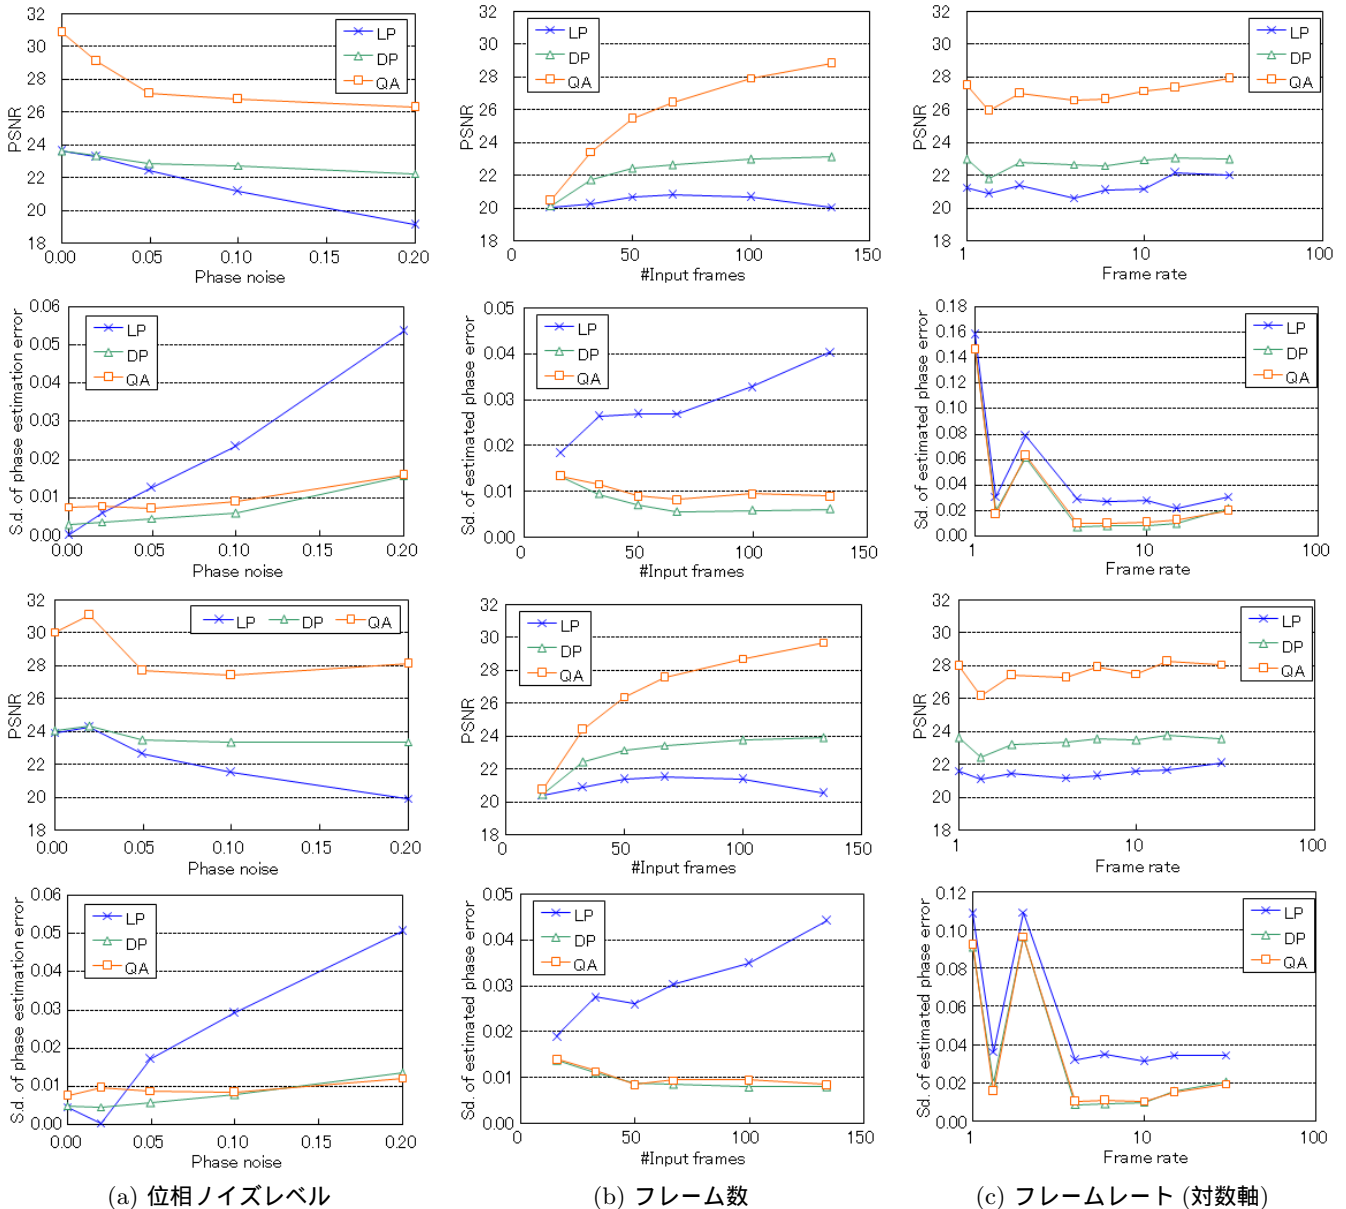 32
30
28
26
24
22
20
18
PSNR
0.00 0.05 0.10 0.15 0.20
Phase noise
LP
DP
QA
32
30
28
26
24
22
20
18
PSNR
0 50 100 150
#Input frames
LP
DP
QA
32
30
28
26
24
22
20
18
PSNR
1 10 100
Frame rate
LP
DP
QA
0.06
0.05
0.04
0.03
0.02
0.01
0.00
S.d. of phase estimation error
0.00 0.05 0.10 0.15 0.20
Phase noise
LP
DP
QA
0.05
0.04
0.03
0.02
0.01
0.00
Sd. of estimated phase error
0 50 100 150
#Input frames
LP
DP
QA
0.18
0.16
0.14
0.12
0.10
0.08
0.06
0.04
0.02
0.00
Sd. of estimated phase error
1 10 100
Frame rate
LP
DP
QA
32
30
28
26
24
22
20
18
PSNR
0.00 0.05 0.10 0.15 0.20
Phase noise
LP DP QA
32
30
28
26
24
22
20
18
PSNR
0 50 100 150
#Input frames
LP
DP
QA
32
30
28
26
24
22
20
18
PSNR
1 10 100
Frame rate
LP
DP
QA
0.06
0.05
0.04
0.03
0.02
0.01
0.00
S.d. of phase estimation error
0.00 0.05 0.10 0.15 0.20
Phase noise
LP
DP
QA
0.05
0.04
0.03
0.02
0.01
0.00
Sd. of estimated phase error
0 50 100 150
#Input frames
LP
DP
QA
0.12
0.10
0.08
0.06
0.04
0.02
0.00
Sd. of estimated phase error
1 10 100
Frame rate
LP
DP
QA
(a) 位相ノイズレベル
(b) フレーム数
(c) フレームレート (対数軸)